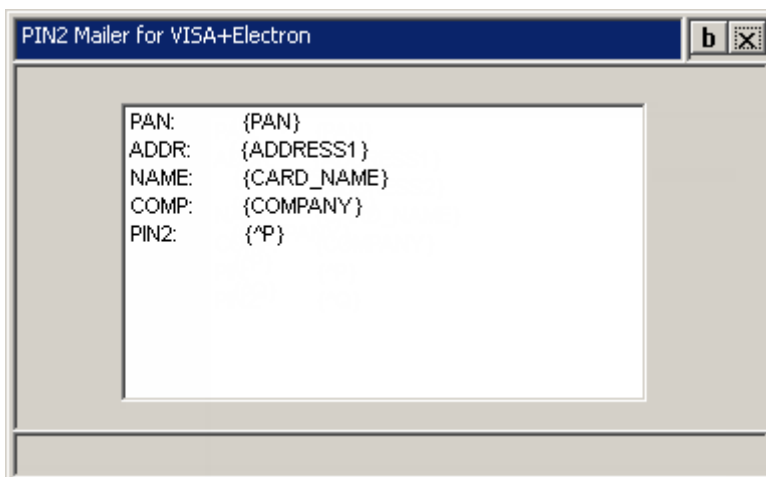 PIN2 Mailer for VISA+Electron b
PAN: {PAN}
ADDR: {ADDRESS1}
NAME: {CARD_NAME}
COMP: {COMPANY}
PIN2: {^P}